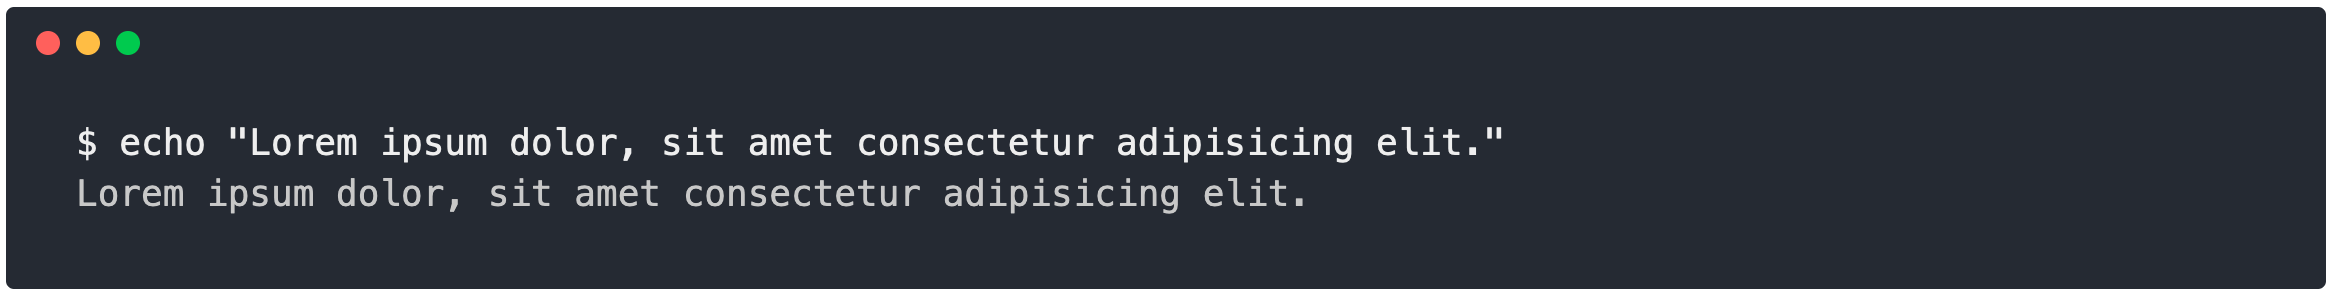 $ echo "Lorem ipsum dolor, sit amet consectetur adipisicing elit."
Lorem ipsum dolor, sit amet consectetur adipisicing elit.